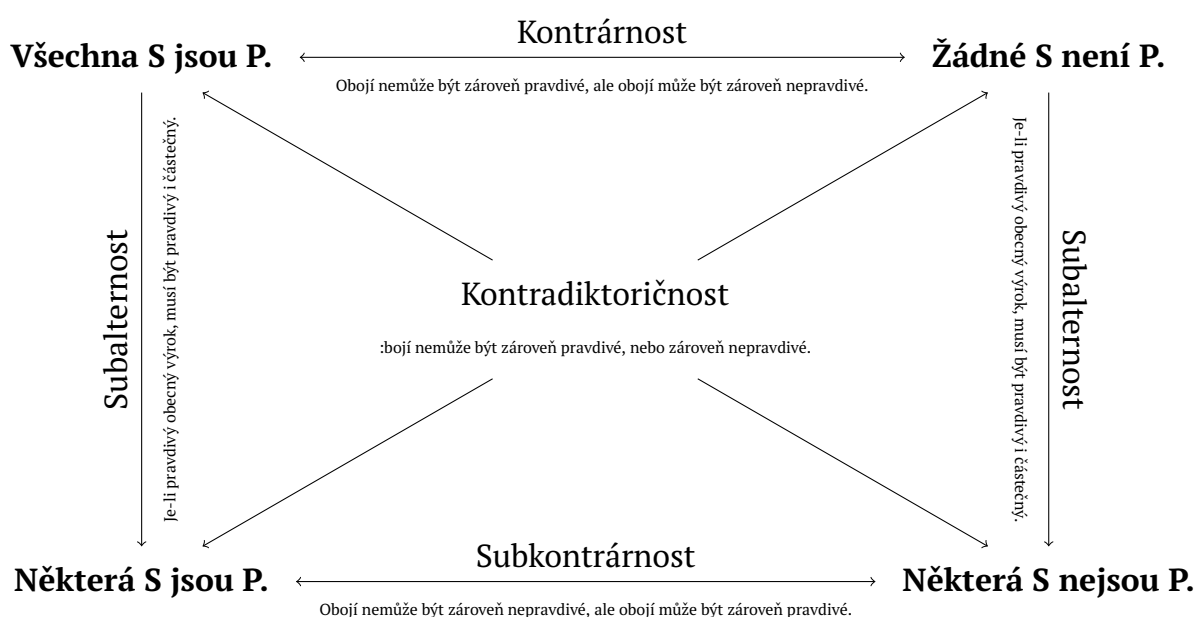 Kontrárnost
Všechna S jsou P.
Žádné S není P.
Obojí nemůže být zároveň pravdivé, ale obojí může být zároveň nepravdivé.
Subalternost
Je-li pravdivý obecný výrok, musí být pravdivý i částečný.
Je-li pravdivý obecný výrok, musí být pravdivý i částečný.
Subalternost
Kontradiktoričnost
:bojí nemůže být zároveň pravdivé, nebo zároveň nepravdivé.
Subkontrárnost
Některá S jsou P.
Některá S nejsou P.
Obojí nemůže být zároveň nepravdivé, ale obojí může být zároveň pravdivé.